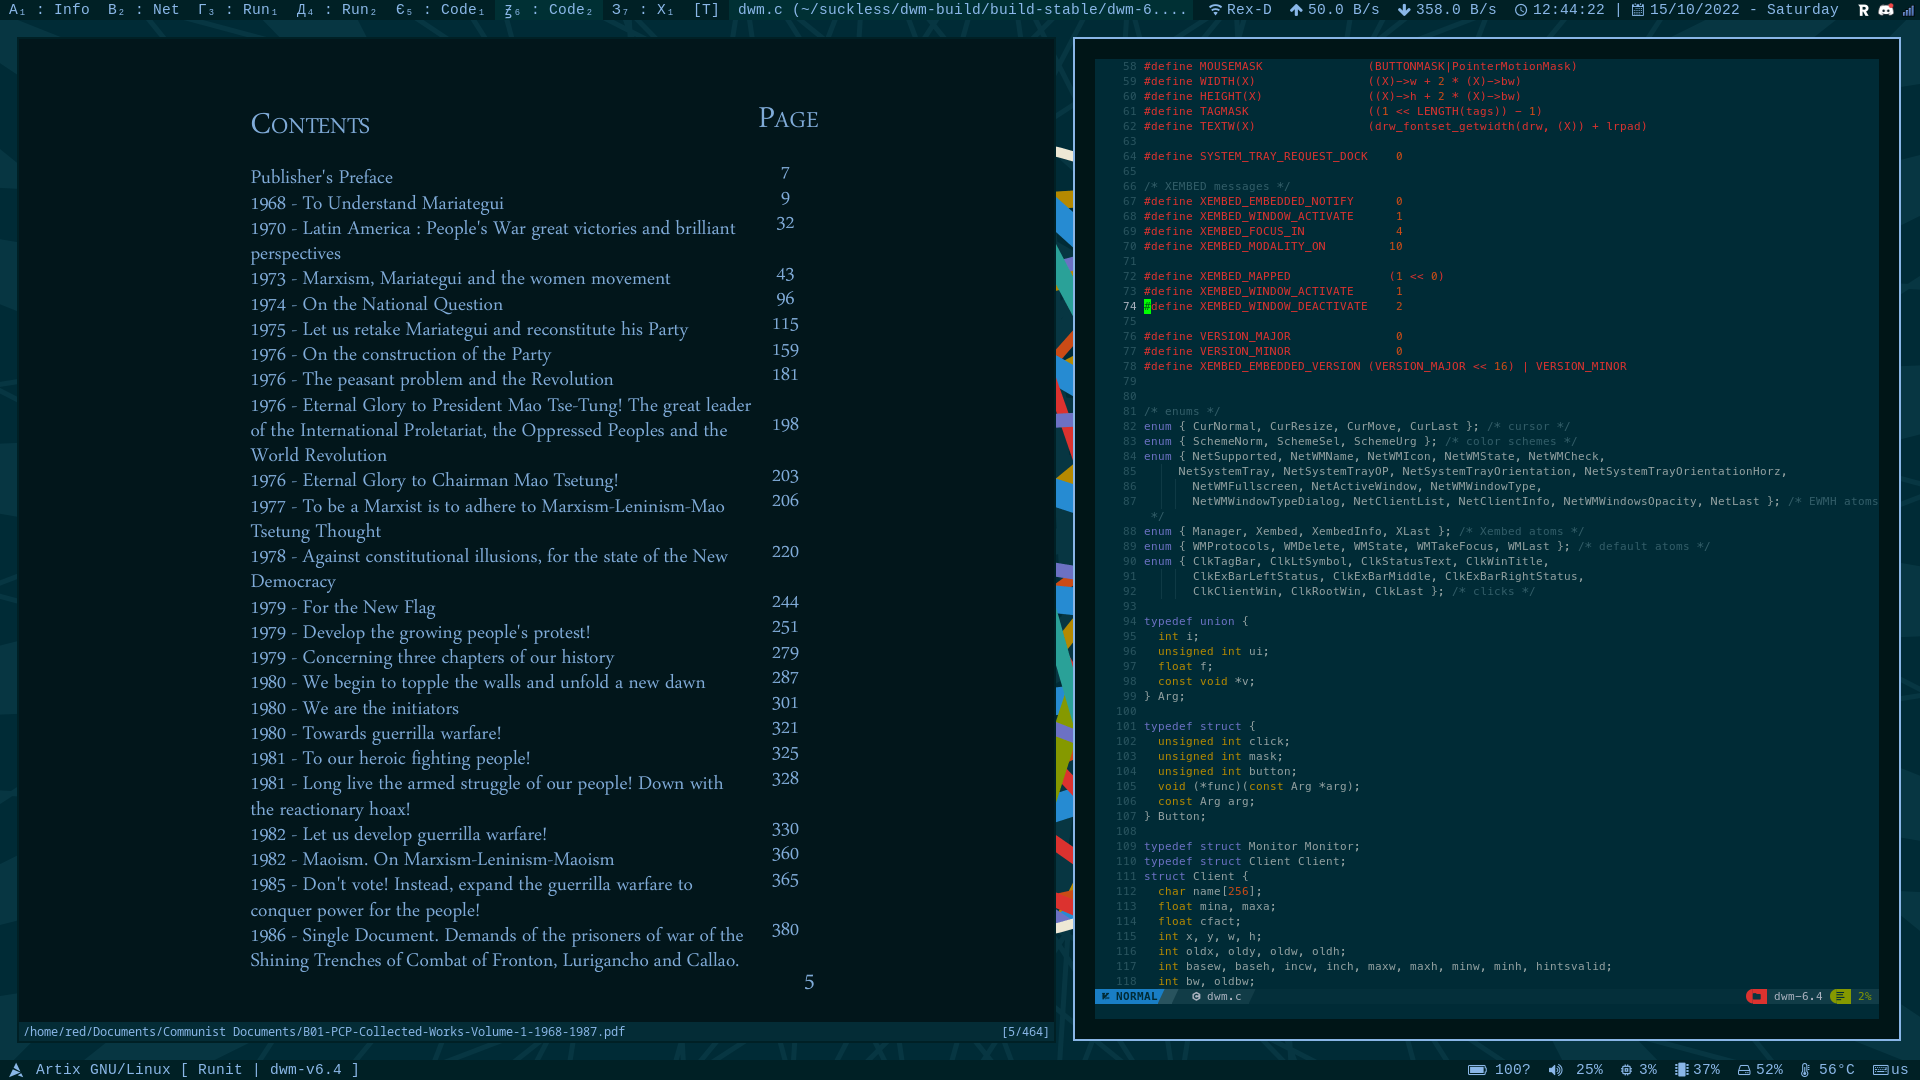 A₁ : Info B₂ : Net Г₃ : Run₁ Д₄ : Run₂ Є₅ : Code₁ : Code₂ З₇ : X₁ [T] dwm.c (~/suckless/dwm-build/build-stable/dwm-6.... Rex-D 50.0 B/s 358.0 B/s 12:44:22 | 15/10/2022 - Saturday
CONTENTS PAGE
Publisher's Preface 7
1968 - To Understand Mariategui 9
1970 - Latin America : People's War great victories and brilliant 32
perspectives
1973 - Marxism, Mariategui and the women movement 43
1974 - On the National Question 96
1975 - Let us retake Mariategui and reconstitute his Party 115
1976 - On the construction of the Party 159
1976 - The peasant problem and the Revolution 181
1976 - Eternal Glory to President Mao Tse-Tung! The great leader
of the International Proletariat, the Oppressed Peoples and the 198
World Revolution
1976 - Eternal Glory to Chairman Mao Tsetung! 203
1977 - To be a Marxist is to adhere to Marxism-Leninism-Mao 206
Tsetung Thought
1978 - Against constitutional illusions, for the state of the New 220
Democracy
1979 - For the New Flag 244
1979 - Develop the growing people's protest! 251
1979 - Concerning three chapters of our history 279
1980 - We begin to topple the walls and unfold a new dawn 287
1980 - We are the initiators 301
1980 - Towards guerrilla warfare! 321
1981 - To our heroic fighting people! 325
1981 - Long live the armed struggle of our people! Down with 328
the reactionary hoax!
1982 - Let us develop guerrilla warfare! 330
1982 - Maoism. On Marxism-Leninism-Maoism 360
1985 - Don't vote! Instead, expand the guerrilla warfare to 365
conquer power for the people!
1986 - Single Document. Demands of the prisoners of war of the 380
Shining Trenches of Combat of Fronton, Lurigancho and Callao.
5
/home/red/Documents/Communist Documents/B01-PCP-Collected-Works-Volume-1-1968-1987.pdf [5/464]
58 #define MOUSEMASK (BUTTONMASK|PointerMotionMask)
59 #define WIDTH(X) ((X)->w + 2 * (X)->bw)
60 #define HEIGHT(X) ((X)->h + 2 * (X)->bw)
61 #define TAGMASK ((1 << LENGTH(tags)) - 1)
62 #define TEXTW(X) (drw_fontset_getwidth(drw, (X)) + lrpad)
63
64 #define SYSTEM_TRAY_REQUEST_DOCK 0
65
66 /* XEMBED messages */
67 #define XEMBED_EMBEDDED_NOTIFY 0
68 #define XEMBED_WINDOW_ACTIVATE 1
69 #define XEMBED_FOCUS_IN 4
70 #define XEMBED_MODALITY_ON 10
71
72 #define XEMBED_MAPPED (1 << 0)
73 #define XEMBED_WINDOW_ACTIVATE 1
74 #define XEMBED_WINDOW_DEACTIVATE 2
75
76 #define VERSION_MAJOR 0
77 #define VERSION_MINOR 0
78 #define XEMBED_EMBEDDED_VERSION (VERSION_MAJOR << 16) | VERSION_MINOR
79
80
81 /* enums */
82 enum { CurNormal, CurResize, CurMove, CurLast }; /* cursor */
83 enum { SchemeNorm, SchemeSel, SchemeUrg }; /* color schemes */
84 enum { NetSupported, NetWMName, NetWMIcon, NetWMState, NetWMCheck,
85 NetSystemTray, NetSystemTrayOP, NetSystemTrayOrientation, NetSystemTrayOrientationHorz,
86 NetWMFullscreen, NetActiveWindow, NetWMWindowType,
87 NetWMWindowTypeDialog, NetClientList, NetClientInfo, NetWMWindowsOpacity, NetLast }; /* EWMH atoms
*/
88 enum { Manager, Xembed, XembedInfo, XLast }; /* Xembed atoms */
89 enum { WMProtocols, WMDelete, WMState, WMTakeFocus, WMLast }; /* default atoms */
90 enum { ClkTagBar, ClkLtSymbol, ClkStatusText, ClkWinTitle,
91 ClkExBarLeftStatus, ClkExBarMiddle, ClkExBarRightStatus,
92 ClkClientWin, ClkRootWin, ClkLast }; /* clicks */
93
94 typedef union {
95 int i;
96 unsigned int ui;
97 float f;
98 const void *v;
99 } Arg;
100
101 typedef struct {
102 unsigned int click;
103 unsigned int mask;
104 unsigned int button;
105 void (*func)(const Arg *arg);
106 const Arg arg;
107 } Button;
108
109 typedef struct Monitor Monitor;
110 typedef struct Client Client;
111 struct Client {
112 char name[256];
113 float mina, maxa;
114 float cfact;
115 int x, y, w, h;
116 int oldx, oldy, oldw, oldh;
117 int basew, baseh, incw, inch, maxw, maxh, minw, minh, hintsvalid;
118 int bw, oldbw;
NORMAL dwm.c dwm-6.4 2%
Artix GNU/Linux [ Runit | dwm-v6.4 ] 100? 25% 3% 37% 52% 56°C us